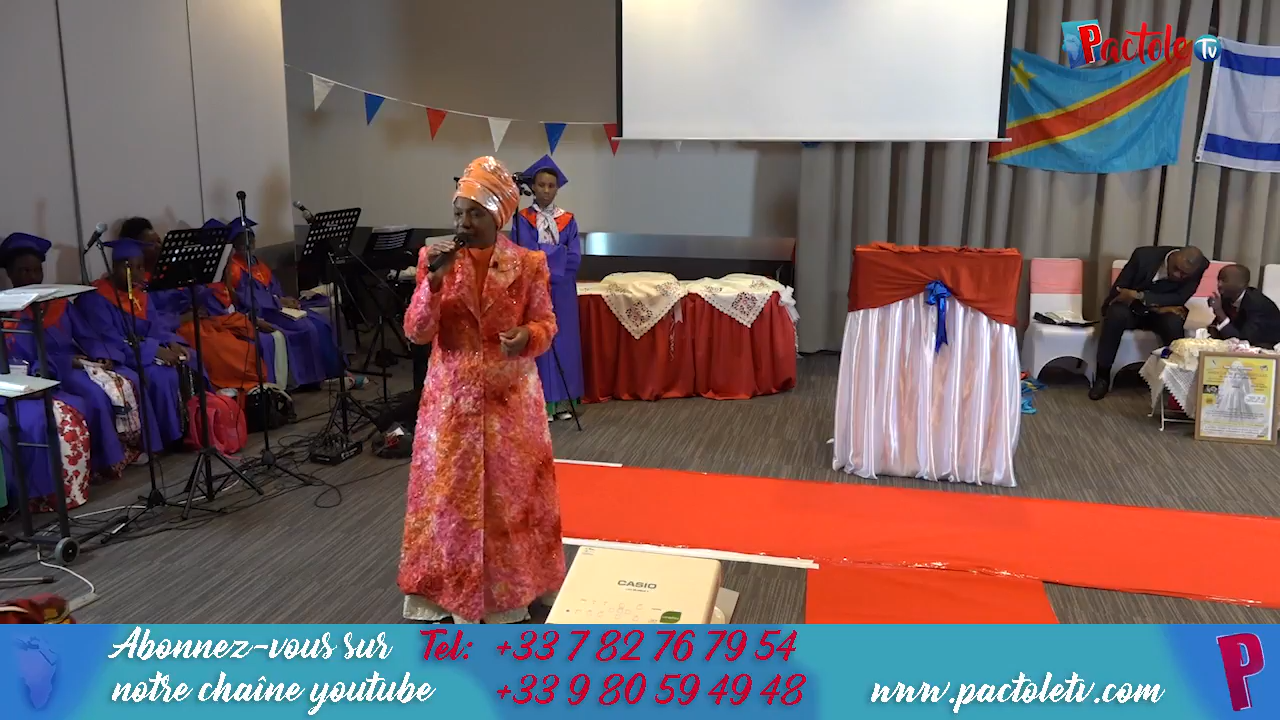 Pactole Tv
CASIO
Abonnez-vous sur
notre chaîne youtube
Tel: +33 7 82 76 79 54
+33 9 80 59 49 48
www.pactoletv.com
P